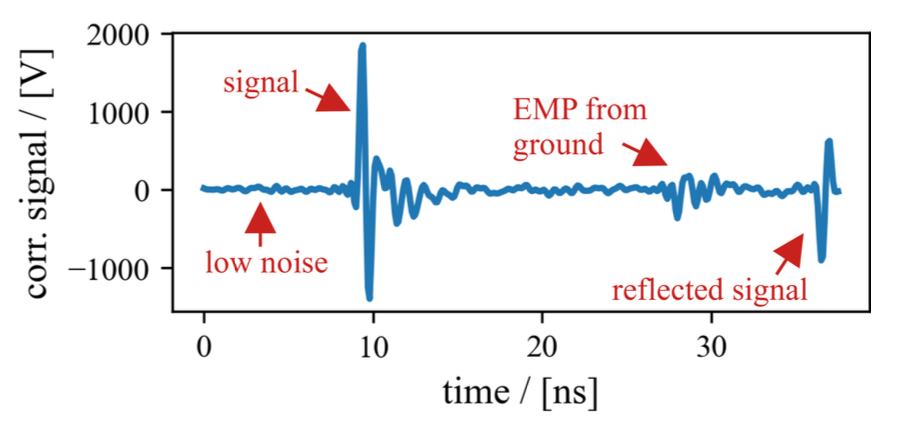 2000
1000
0
−1000
corr. signal / [V]
signal
low noise
EMP from
ground
reflected signal
0
10
20
30
time / [ns]